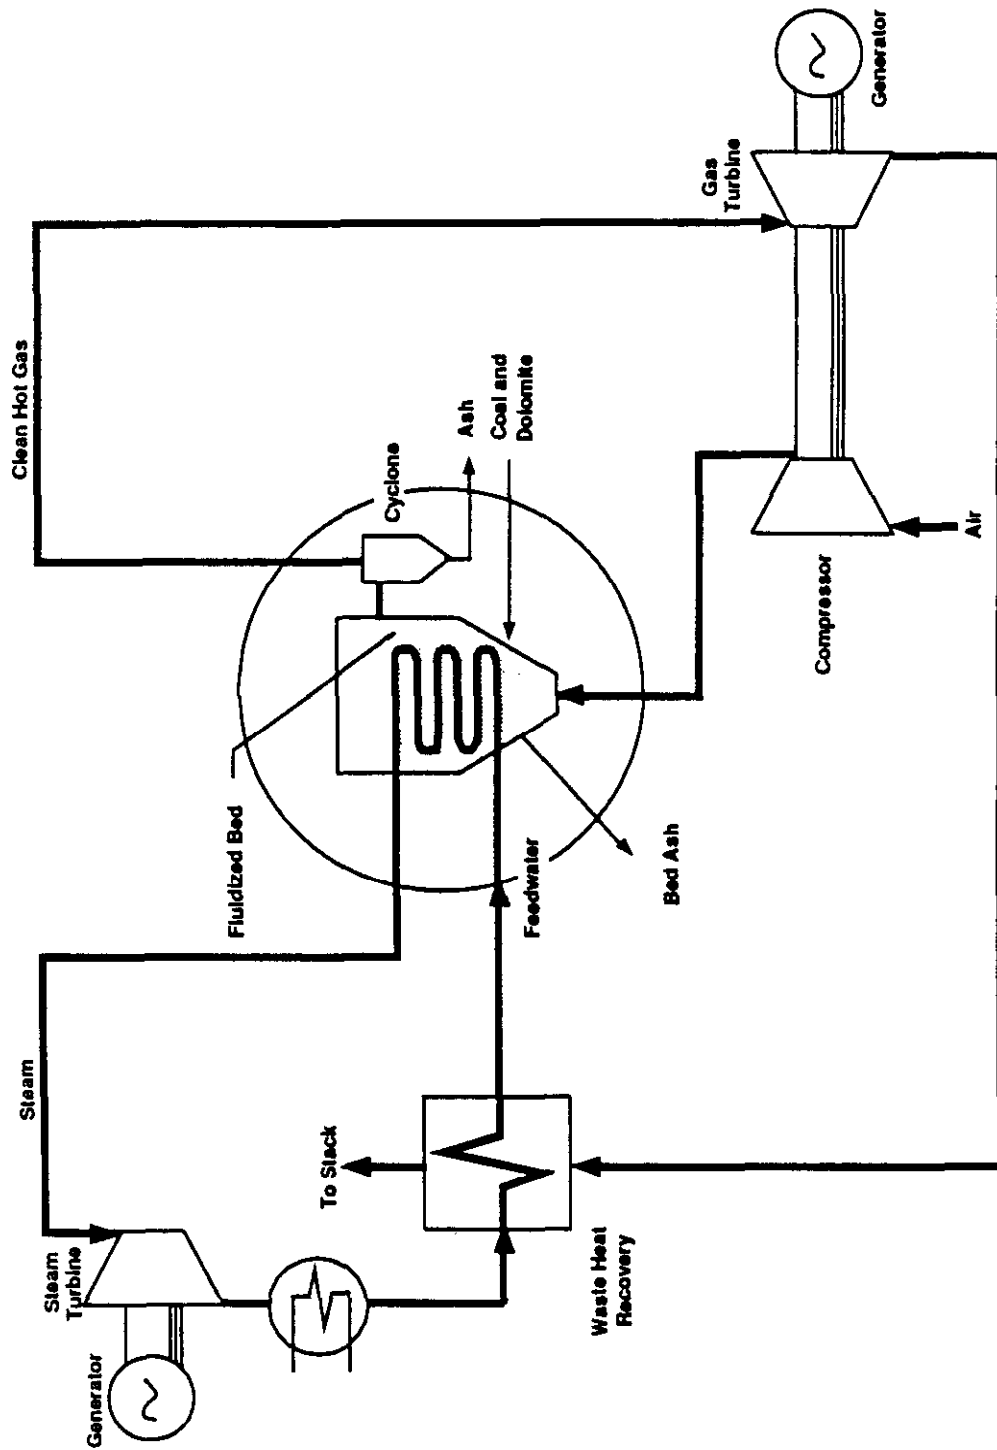 Clean Hot Gas
Steam
Steam
Turbine
Generator
To Stack
Fluidized Bed
Cyclone
Ash
Coal and
Dolomite
Feedwater
Bed Ash
Waste Heat
Recovery
Gas
Turbine
Generator
Compressor
Air